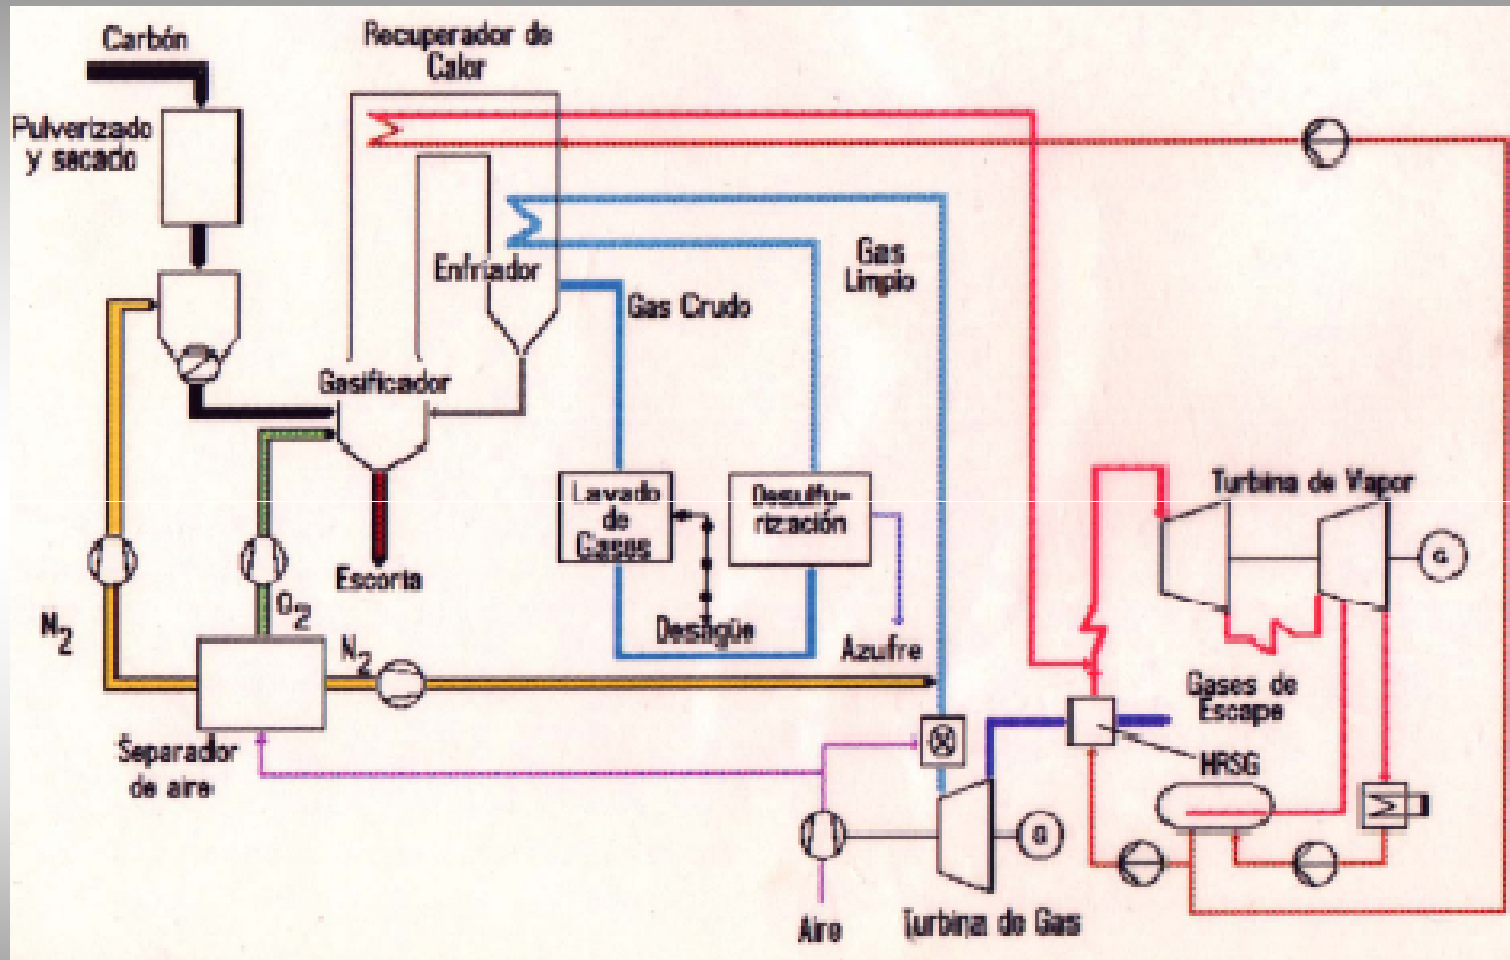 Carbón
Recuperador de
Calor
Pulverizado
y secado
Enfriador
Gas
Limpio
Gas Crudo
Gasificador
Lavado
de
Gases
Desulfu-
rización
Turbina de Vapor
G
Escoria
O2
N2
N2
Desagüe
Azufre
Gases de
Escape
Separador
de aire
HRSG
G
Aire
Turbina de Gas